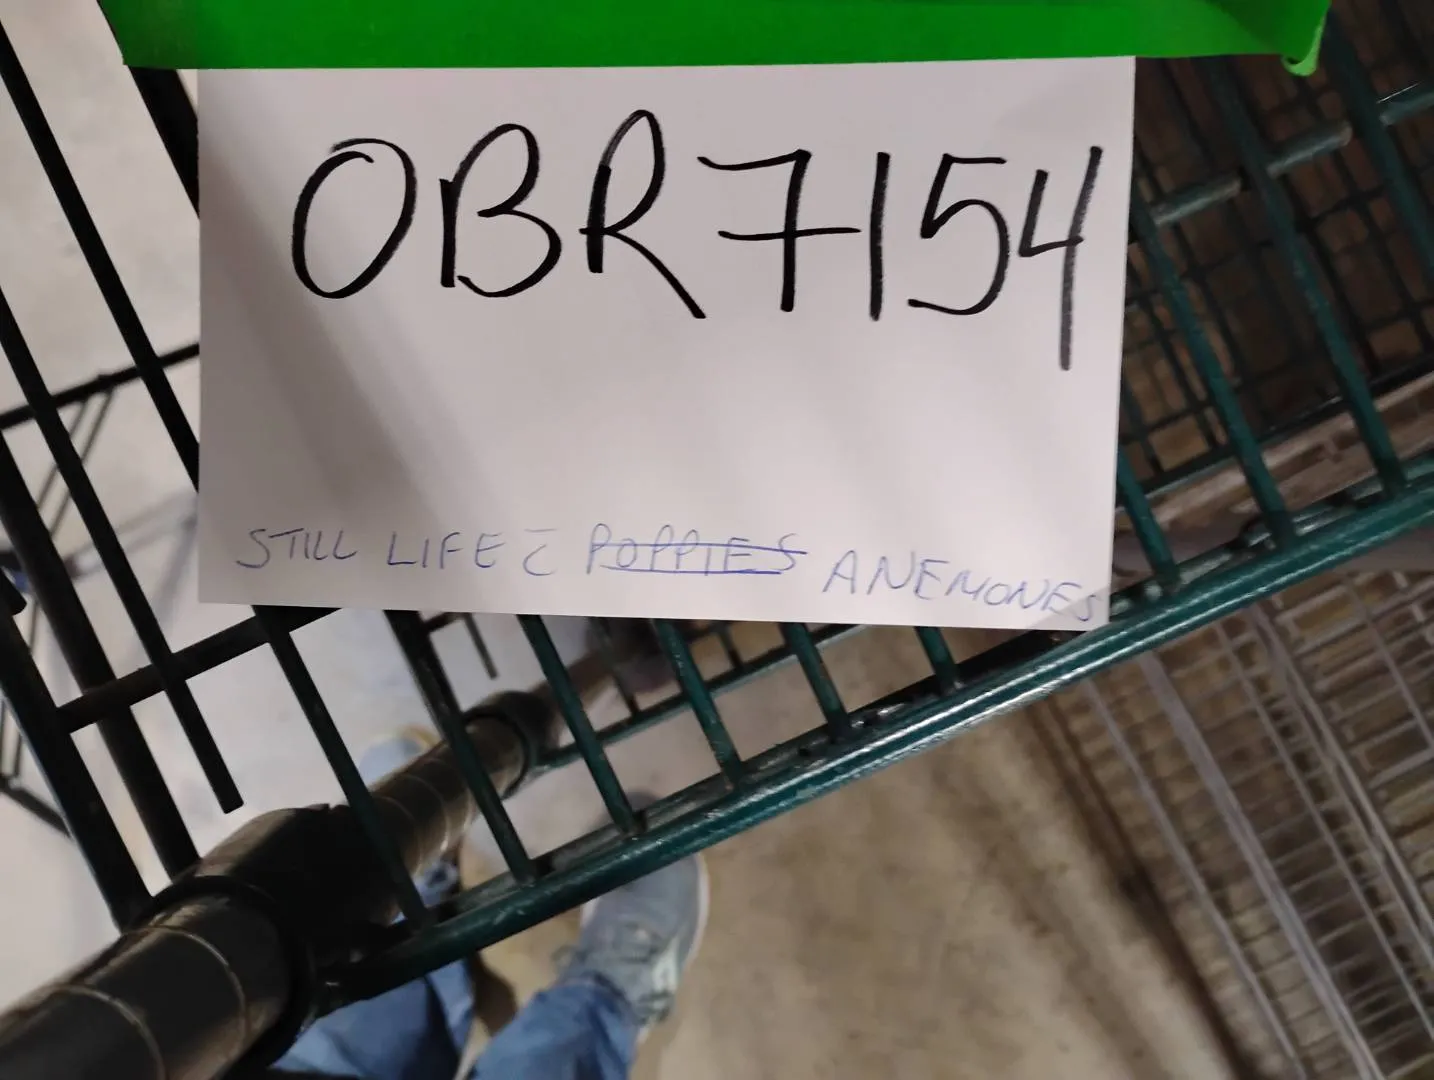 OBR7154
STILL LIFE c̄ POPPIES ANEMONES